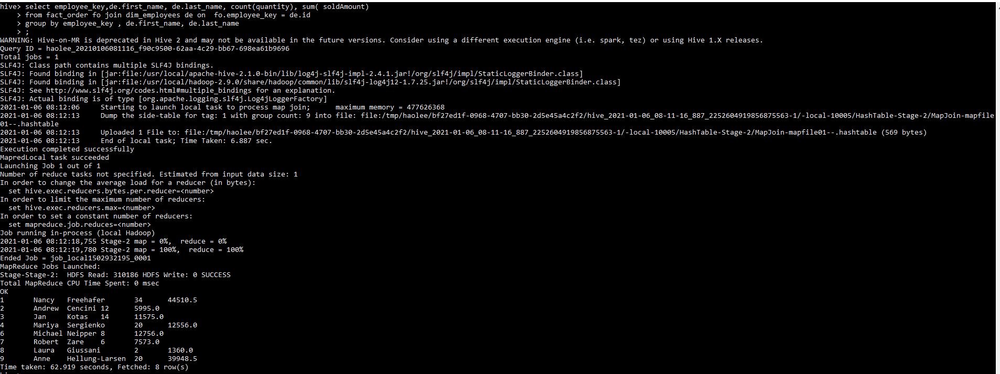 hive> select employee_key,de.first_name, de.last_name, count(quantity), sum( soldAmount)
    > from fact_order fo join dim_employees de on  fo.employee_key = de.id
    > group by employee_key , de.first_name, de.last_name
    > ;
WARNING: Hive-on-MR is deprecated in Hive 2 and may not be available in the future versions. Consider using a different execution engine (i.e. spark, tez) or using Hive 1.X releases.
Query ID = haolee_20210106081116_f90c9500-62aa-4c29-bb67-698ea61b9696
Total jobs = 1
SLF4J: Class path contains multiple SLF4J bindings.
SLF4J: Found binding in [jar:file:/usr/local/apache-hive-2.1.0-bin/lib/log4j-slf4j-impl-2.4.1.jar!/org/slf4j/impl/StaticLoggerBinder.class]
SLF4J: Found binding in [jar:file:/usr/local/hadoop-2.9.0/share/hadoop/common/lib/slf4j-log4j12-1.7.25.jar!/org/slf4j/impl/StaticLoggerBinder.class]
SLF4J: See http://www.slf4j.org/codes.html#multiple_bindings for an explanation.
SLF4J: Actual binding is of type [org.apache.logging.slf4j.Log4jLoggerFactory]
2021-01-06 08:12:06     Starting to launch local task to process map join;      maximum memory = 477626368
2021-01-06 08:12:13     Dump the side-table for tag: 1 with group count: 9 into file: file:/tmp/haolee/bf27ed1f-0968-4707-bb30-2d5e45a4c2f2/hive_2021-01-06_08-11-16_887_2252604919856875563-1/-local-10005/HashTable-Stage-2/MapJoin-mapfile
01--.hashtable
2021-01-06 08:12:13     Uploaded 1 File to: file:/tmp/haolee/bf27ed1f-0968-4707-bb30-2d5e45a4c2f2/hive_2021-01-06_08-11-16_887_2252604919856875563-1/-local-10005/HashTable-Stage-2/MapJoin-mapfile01--.hashtable (569 bytes)
2021-01-06 08:12:13     End of local task; Time Taken: 6.887 sec.
Execution completed successfully
MapredLocal task succeeded
Launching Job 1 out of 1
Number of reduce tasks not specified. Estimated from input data size: 1
In order to change the average load for a reducer (in bytes):
  set hive.exec.reducers.bytes.per.reducer=<number>
In order to limit the maximum number of reducers:
  set hive.exec.reducers.max=<number>
In order to set a constant number of reducers:
  set mapreduce.job.reduces=<number>
Job running in-process (local Hadoop)
2021-01-06 08:12:18,755 Stage-2 map = 0%,  reduce = 0%
2021-01-06 08:12:19,780 Stage-2 map = 100%,  reduce = 100%
Ended Job = job_local1502932195_0001
MapReduce Jobs Launched:
Stage-Stage-2:  HDFS Read: 310186 HDFS Write: 0 SUCCESS
Total MapReduce CPU Time Spent: 0 msec
OK
1       Nancy   Freehafer       34      44510.5
2       Andrew  Cencini 12      5995.0
3       Jan     Kotas   14      11575.0
4       Mariya  Sergienko       20      12556.0
6       Michael Neipper 8       12756.0
7       Robert  Zare    6       7573.0
8       Laura   Giussani        2       1360.0
9       Anne    Hellung-Larsen  20      39948.5
Time taken: 62.919 seconds, Fetched: 8 row(s)